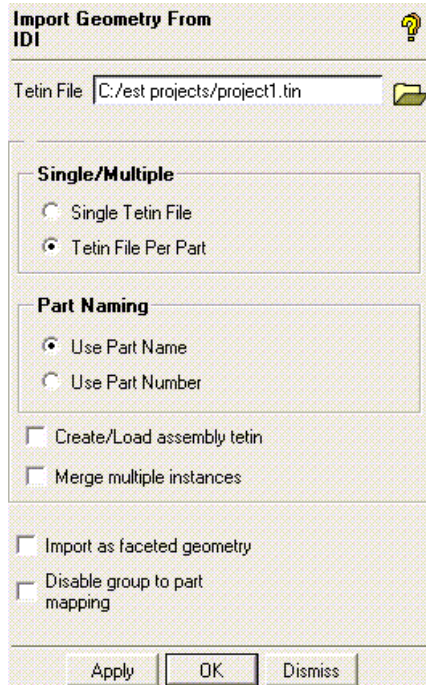 Import Geometry From
IDI
Tetin File C:/est projects/project1.tin
Single/Multiple
Single Tetin File
Tetin File Per Part
Part Naming
Use Part Name
Use Part Number
Create/Load assembly tetin
Merge multiple instances
Import as faceted geometry
Disable group to part
mapping
Apply OK Dismiss